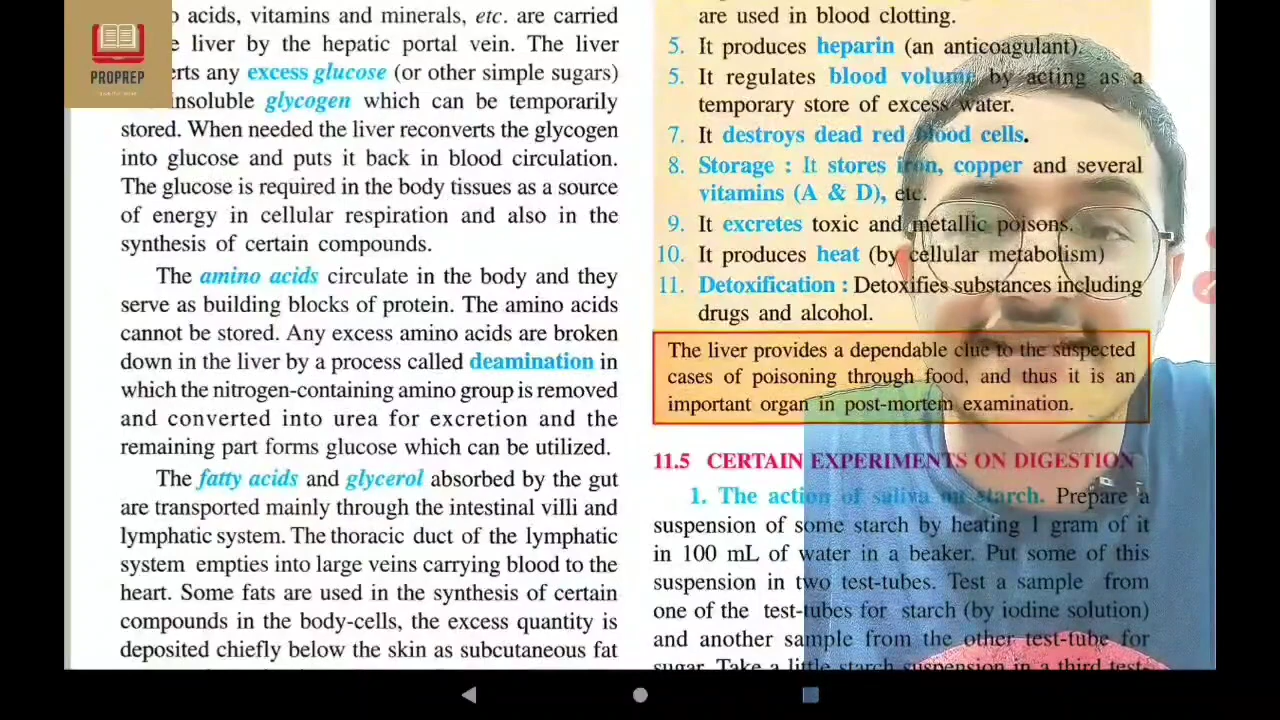 PROPREP
o acids, vitamins and minerals, etc. are carried
e liver by the hepatic portal vein. The liver
erts any excess glucose (or other simple sugars)
insoluble glycogen which can be temporarily
stored. When needed the liver reconverts the glycogen
into glucose and puts it back in blood circulation.
The glucose is required in the body tissues as a source
of energy in cellular respiration and also in the
synthesis of certain compounds.
The amino acids circulate in the body and they
serve as building blocks of protein. The amino acids
cannot be stored. Any excess amino acids are broken
down in the liver by a process called deamination in
which the nitrogen-containing amino group is removed
and converted into urea for excretion and the
remaining part forms glucose which can be utilized.
The fatty acids and glycerol absorbed by the gut
are transported mainly through the intestinal villi and
lymphatic system. The thoracic duct of the lymphatic
system empties into large veins carrying blood to the
heart. Some fats are used in the synthesis of certain
compounds in the body-cells, the excess quantity is
deposited chiefly below the skin as subcutaneous fat
are used in blood clotting.
5. It produces heparin (an anticoagulant).
5. It regulates blood volume by acting as a
temporary store of excess water.
7. It destroys dead red blood cells.
8. Storage : It stores iron, copper and several
vitamins (A & D), etc.
9. It excretes toxic and metallic poisons.
10. It produces heat (by cellular metabolism)
11. Detoxification : Detoxifies substances including
drugs and alcohol.
The liver provides a dependable clue to the suspected
cases of poisoning through food, and thus it is an
important organ in post-mortem examination.
11.5 CERTAIN EXPERIMENTS ON DIGESTION
1. The action of saliva on starch. Prepare a
suspension of some starch by heating 1 gram of it
in 100 mL of water in a beaker. Put some of this
suspension in two test-tubes. Test a sample from
one of the test-tubes for starch (by iodine solution)
and another sample from the other test-tube for
sugar. Take a little starch suspension in a third test-